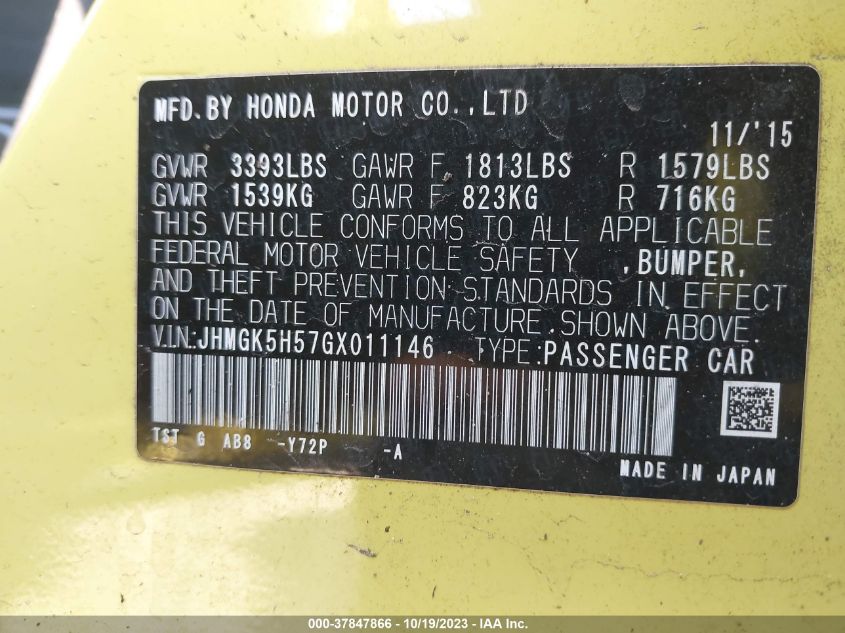 MFD. BY HONDA MOTOR CO., LTD
11/'15
GVWR 3393LBS GAWR F 1813LBS R 1579LBS
GVWR 1539KG GAWR F 823KG R 716KG
THIS VEHICLE CONFORMS TO ALL APPLICABLE
FEDERAL MOTOR VEHICLE SAFETY , BUMPER,
AND THEFT PREVENTION STANDARDS IN EFFECT
ON THE DATE OF MANUFACTURE SHOWN ABOVE.
V.I.N: JHMGK5H57GX011146 TYPE: PASSENGER CAR
TST G AB8 -Y72P -A
MADE IN JAPAN
000-37847866 - 10/19/2023 - IAA Inc.